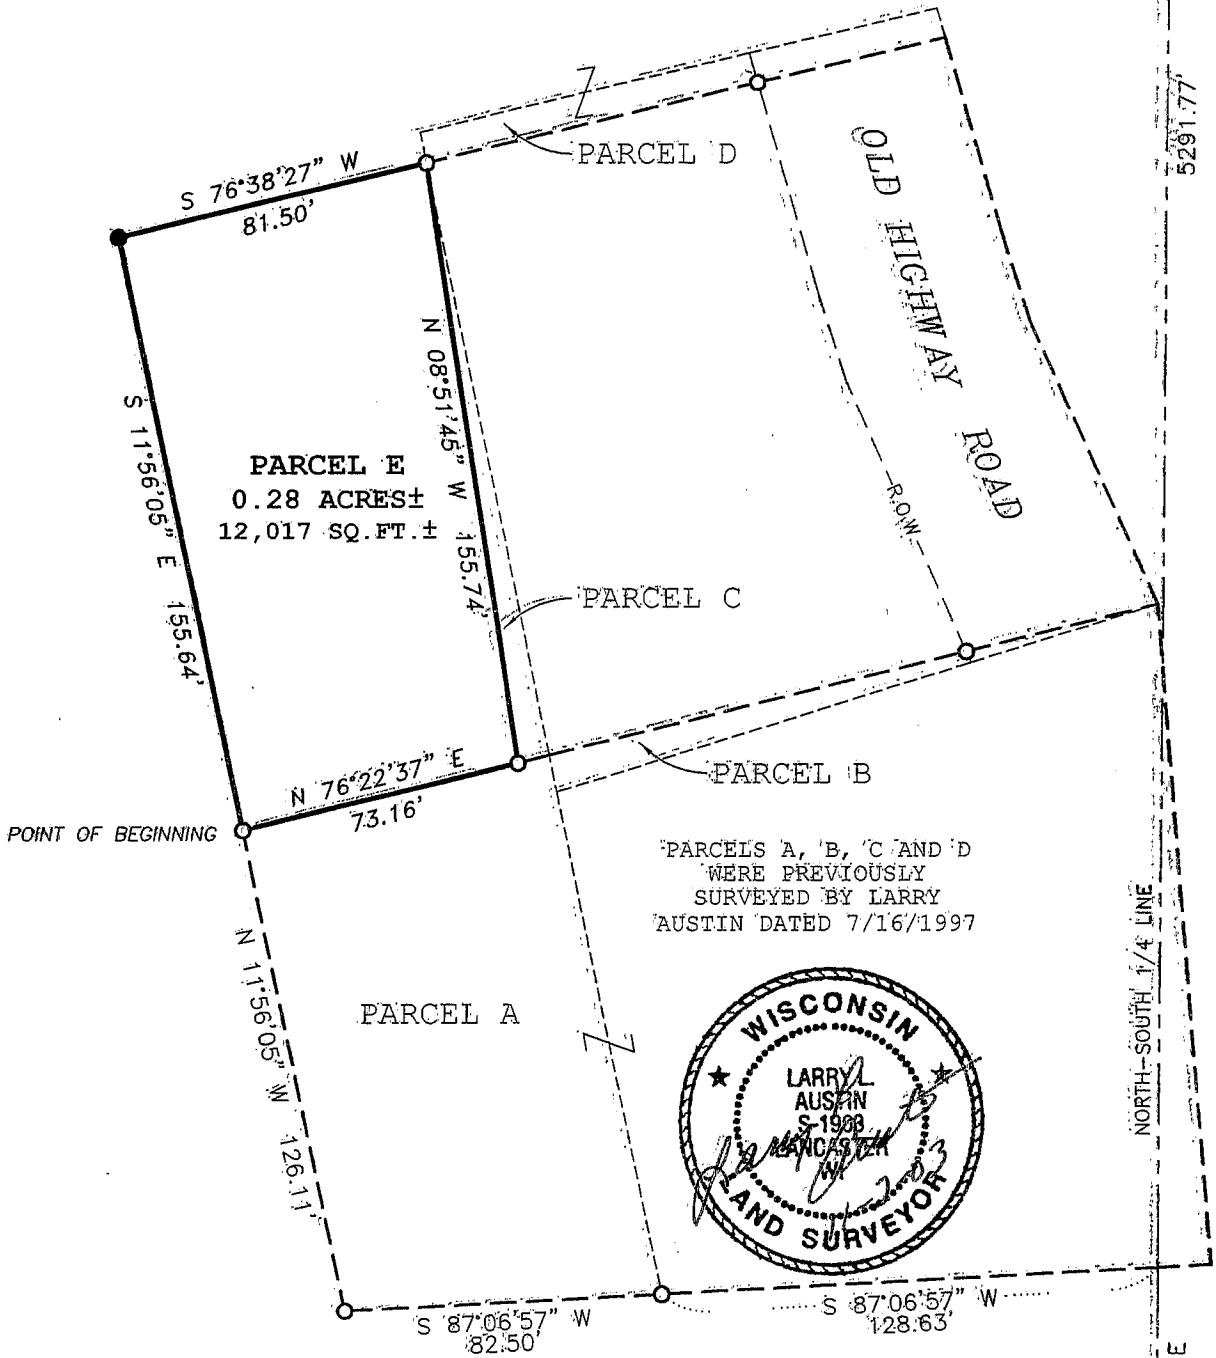 5291.77'
PARCEL D
OLD HIGHWAY ROAD
S 76°38'27" W
81.50'
N 08°51'45" W 155.74'
S 11°56'05" E 155.64'
PARCEL E
0.28 ACRES±
12,017 SQ.FT.±
R.O.W.
PARCEL C
PARCEL B
N 76°22'37" E
73.16'
POINT OF BEGINNING
PARCELS A, B, C AND D
WERE PREVIOUSLY
SURVEYED BY LARRY
AUSTIN DATED 7/16/1997
NORTH-SOUTH 1/4 LINE
N 11°56'05" W 126.11'
PARCEL A
WISCONSIN
LARRY L.
AUSTIN
LANCASTER
WI
LAND SURVEYOR
S 87°06'57" W
82.50'
S 87°06'57" W
128.63'
E